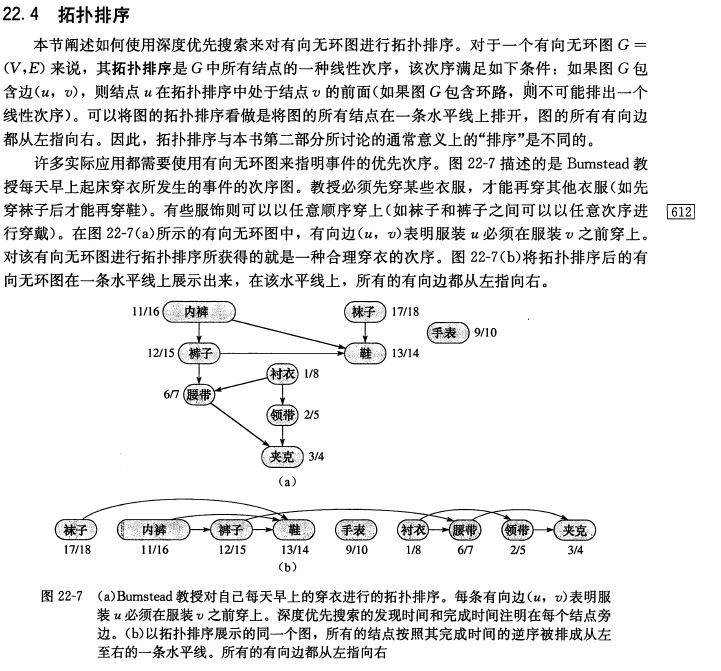 22.4 拓扑排序
本节阐述如何使用深度优先搜索来对有向无环图进行拓扑排序。对于一个有向无环图 G=
(V,E) 来说，其拓扑排序是 G 中所有结点的一种线性次序，该次序满足如下条件：如果图 G 包
含边(u，v)，则结点 u 在拓扑排序中处于结点 v 的前面(如果图 G 包含环路，则不可能排出一个
线性次序)。可以将图的拓扑排序看做是将图的所有结点在一条水平线上排开，图的所有有向边
都从左指向右。因此，拓扑排序与本书第二部分所讨论的通常意义上的“排序”是不同的。
许多实际应用都需要使用有向无环图来指明事件的优先次序。图 22-7 描述的是 Bumstead 教
授每天早上起床穿衣所发生的事件的次序图。教授必须先穿某些衣服，才能再穿其他衣服(如先
穿袜子后才能再穿鞋)。有些服饰则可以以任意顺序穿上(如袜子和裤子之间可以以任意次序进
612
行穿戴)。在图 22-7(a)所示的有向无环图中，有向边(u，v)表明服装 u 必须在服装 v 之前穿上。
对该有向无环图进行拓扑排序所获得的就是一种合理穿衣的次序。图 22-7(b)将拓扑排序后的有
向无环图在一条水平线上展示出来，在该水平线上，所有的有向边都从左指向右。
11/16 内裤 袜子 17/18
手表 9/10
12/15 裤子 鞋 13/14
衬衣 1/8
6/7 腰带
领带 2/5
夹克 3/4
(a)
袜子 内裤 裤子 鞋 手表 衬衣 腰带 领带 夹克
17/18 11/16 12/15 13/14 9/10 1/8 6/7 2/5 3/4
(b)
图 22-7 (a)Bumstead 教授对自己每天早上的穿衣进行的拓扑排序。每条有向边(u，v)表明服
装 u 必须在服装 v 之前穿上。深度优先搜索的发现时间和完成时间注明在每个结点旁
边。(b)以拓扑排序展示的同一个图，所有的结点按照其完成时间的逆序被排成从左
至右的一条水平线。所有的有向边都从左指向右